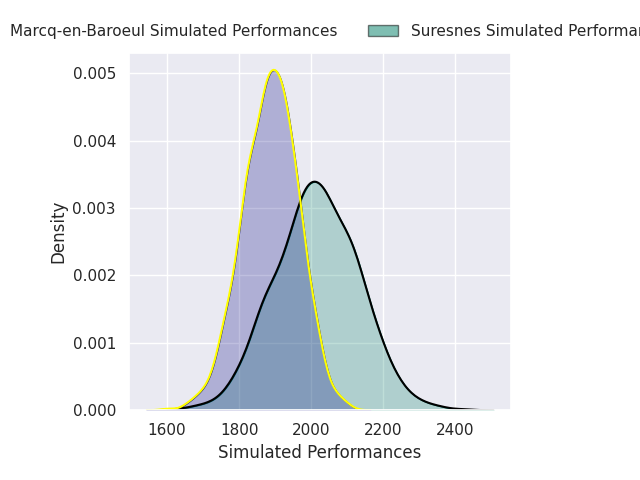 Marcq-en-Baroeul Simulated Performances
Suresnes Simulated
0.005
0.004
0.003
0.002
0.001
0.000
Density
1600 1800 2000 2200 2400
Simulated Performances